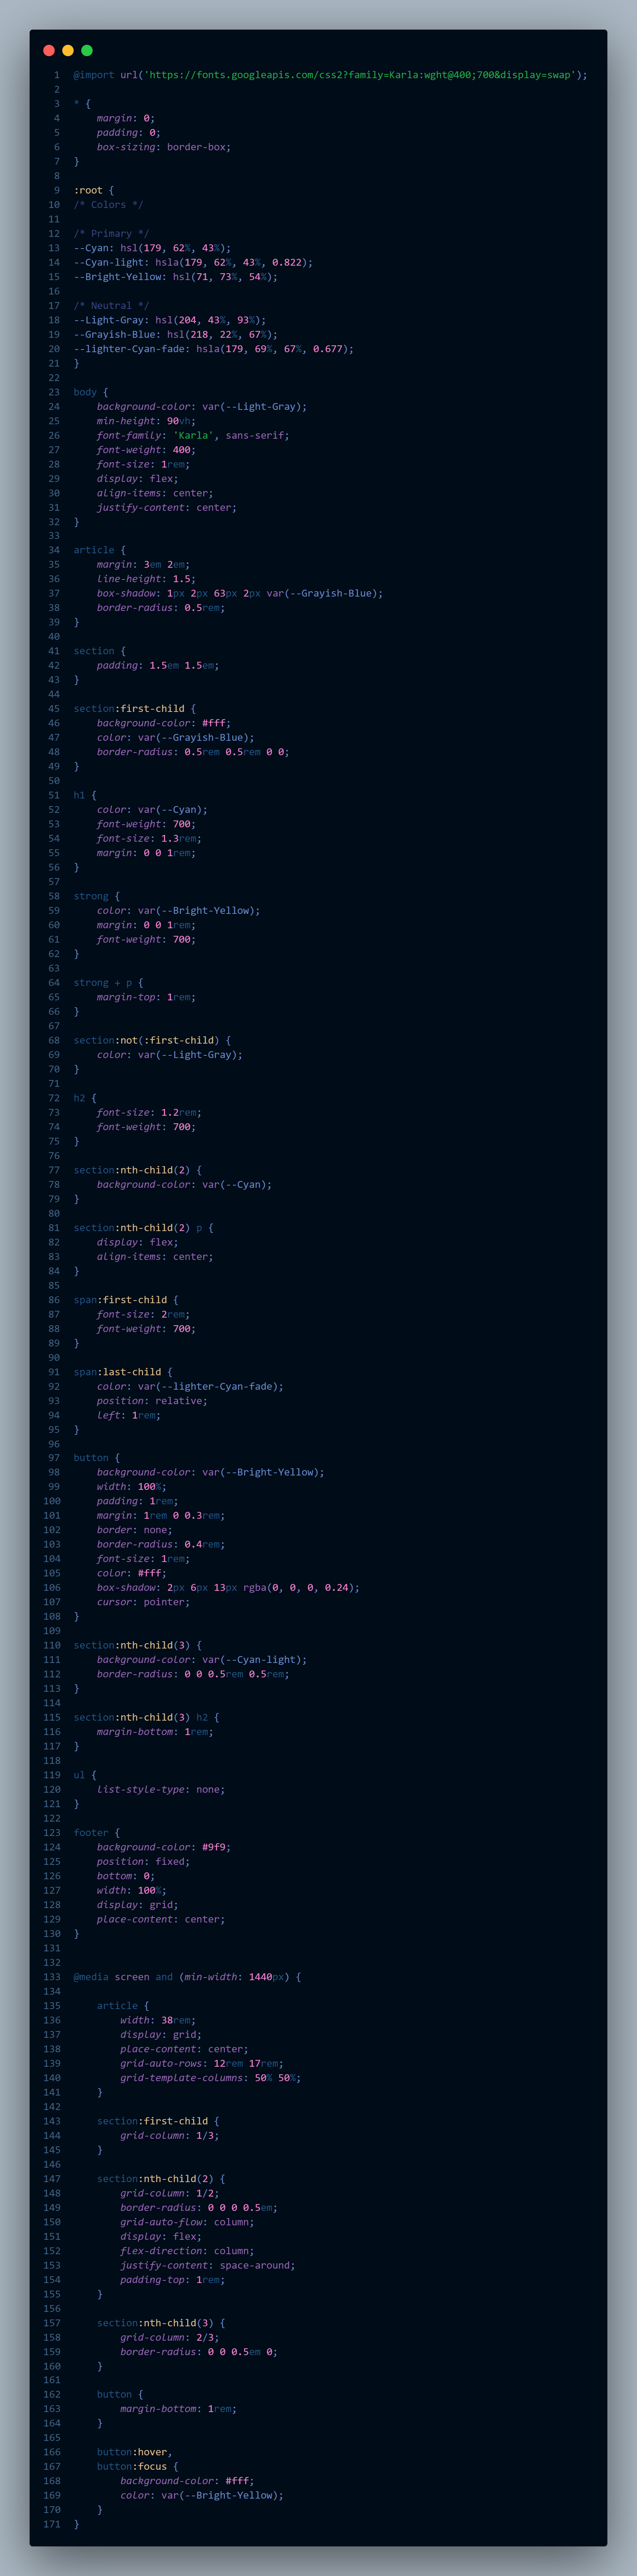 1 @import url('https://fonts.googleapis.com/css2?family=Karla:wght@400;700&display=swap');
2
3 * {
4     margin: 0;
5     padding: 0;
6     box-sizing: border-box;
7 }
8
9 :root {
10 /* Colors */
11
12 /* Primary */
13 --Cyan: hsl(179, 62%, 43%);
14 --Cyan-light: hsla(179, 62%, 43%, 0.822);
15 --Bright-Yellow: hsl(71, 73%, 54%);
16
17 /* Neutral */
18 --Light-Gray: hsl(204, 43%, 93%);
19 --Grayish-Blue: hsl(218, 22%, 67%);
20 --lighter-Cyan-fade: hsla(179, 69%, 67%, 0.677);
21 }
22
23 body {
24     background-color: var(--Light-Gray);
25     min-height: 90vh;
26     font-family: 'Karla', sans-serif;
27     font-weight: 400;
28     font-size: 1rem;
29     display: flex;
30     align-items: center;
31     justify-content: center;
32 }
33
34 article {
35     margin: 3em 2em;
36     line-height: 1.5;
37     box-shadow: 1px 2px 63px 2px var(--Grayish-Blue);
38     border-radius: 0.5rem;
39 }
40
41 section {
42     padding: 1.5em 1.5em;
43 }
44
45 section:first-child {
46     background-color: #fff;
47     color: var(--Grayish-Blue);
48     border-radius: 0.5rem 0.5rem 0 0;
49 }
50
51 h1 {
52     color: var(--Cyan);
53     font-weight: 700;
54     font-size: 1.3rem;
55     margin: 0 0 1rem;
56 }
57
58 strong {
59     color: var(--Bright-Yellow);
60     margin: 0 0 1rem;
61     font-weight: 700;
62 }
63
64 strong + p {
65     margin-top: 1rem;
66 }
67
68 section:not(:first-child) {
69     color: var(--Light-Gray);
70 }
71
72 h2 {
73     font-size: 1.2rem;
74     font-weight: 700;
75 }
76
77 section:nth-child(2) {
78     background-color: var(--Cyan);
79 }
80
81 section:nth-child(2) p {
82     display: flex;
83     align-items: center;
84 }
85
86 span:first-child {
87     font-size: 2rem;
88     font-weight: 700;
89 }
90
91 span:last-child {
92     color: var(--lighter-Cyan-fade);
93     position: relative;
94     left: 1rem;
95 }
96
97 button {
98     background-color: var(--Bright-Yellow);
99     width: 100%;
100     padding: 1rem;
101     margin: 1rem 0 0.3rem;
102     border: none;
103     border-radius: 0.4rem;
104     font-size: 1rem;
105     color: #fff;
106     box-shadow: 2px 6px 13px rgba(0, 0, 0, 0.24);
107     cursor: pointer;
108 }
109
110 section:nth-child(3) {
111     background-color: var(--Cyan-light);
112     border-radius: 0 0 0.5rem 0.5rem;
113 }
114
115 section:nth-child(3) h2 {
116     margin-bottom: 1rem;
117 }
118
119 ul {
120     list-style-type: none;
121 }
122
123 footer {
124     background-color: #9f9;
125     position: fixed;
126     bottom: 0;
127     width: 100%;
128     display: grid;
129     place-content: center;
130 }
131
132
133 @media screen and (min-width: 1440px) {
134
135     article {
136         width: 38rem;
137         display: grid;
138         place-content: center;
139         grid-auto-rows: 12rem 17rem;
140         grid-template-columns: 50% 50%;
141     }
142
143     section:first-child {
144         grid-column: 1/3;
145     }
146
147     section:nth-child(2) {
148         grid-column: 1/2;
149         border-radius: 0 0 0 0.5em;
150         grid-auto-flow: column;
151         display: flex;
152         flex-direction: column;
153         justify-content: space-around;
154         padding-top: 1rem;
155     }
156
157     section:nth-child(3) {
158         grid-column: 2/3;
159         border-radius: 0 0 0.5em 0;
160     }
161
162     button {
163         margin-bottom: 1rem;
164     }
165
166     button:hover,
167     button:focus {
168         background-color: #fff;
169         color: var(--Bright-Yellow);
170     }
171 }